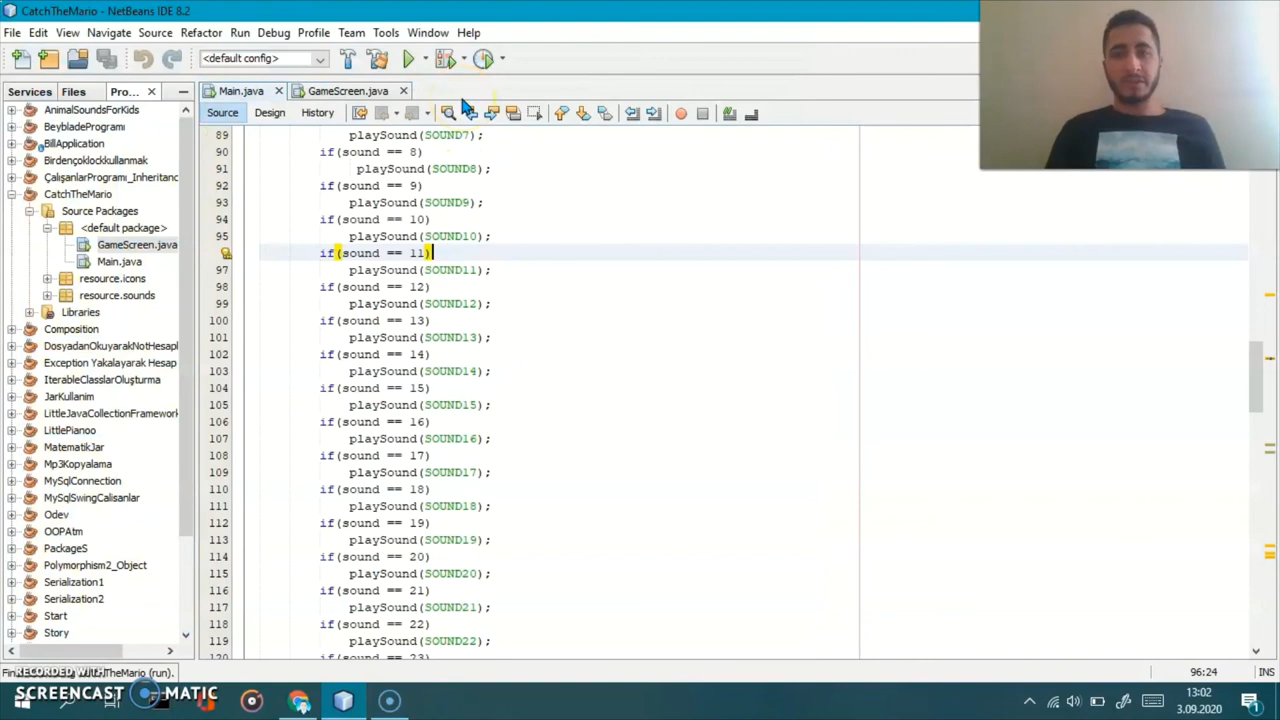 CatchTheMario - NetBeans IDE 8.2
File Edit View Navigate Source Refactor Run Debug Profile Team Tools Window Help
<default config>
Services Files Pro...
Main.java GameScreen.java
Source Design History
AnimalSoundsForKids
BeybladeProgramı
BillApplication
Birdençoklockkullanmak
ÇalışanlarProgramı_Inheritanc
CatchTheMario
Source Packages
<default package>
GameScreen.java
Main.java
resource.icons
resource.sounds
Libraries
Composition
DosyadanOkuyarakNotHesapl
Exception Yakalayarak Hesap
IterableClasslarOluşturma
JarKullanim
LittleJavaCollectionFramework
LittlePianoo
MatematikJar
Mp3Kopyalama
MySqlConnection
MySqlSwingCalisanlar
Odev
OOPAtm
PackageS
Polymorphism2_Object
Serialization1
Serialization2
Start
Story
89 playSound(SOUND7);
90 if(sound == 8)
91 playSound(SOUND8);
92 if(sound == 9)
93 playSound(SOUND9);
94 if(sound == 10)
95 playSound(SOUND10);
if(sound == 11)
97 playSound(SOUND11);
98 if(sound == 12)
99 playSound(SOUND12);
100 if(sound == 13)
101 playSound(SOUND13);
102 if(sound == 14)
103 playSound(SOUND14);
104 if(sound == 15)
105 playSound(SOUND15);
106 if(sound == 16)
107 playSound(SOUND16);
108 if(sound == 17)
109 playSound(SOUND17);
110 if(sound == 18)
111 playSound(SOUND18);
112 if(sound == 19)
113 playSound(SOUND19);
114 if(sound == 20)
115 playSound(SOUND20);
116 if(sound == 21)
117 playSound(SOUND21);
118 if(sound == 22)
119 playSound(SOUND22);
120 if(sound == 23)
Fin TheMario (run).
96:24 INS
RECORDED WITH
SCREENCAST MATIC
13:02
3.09.2020